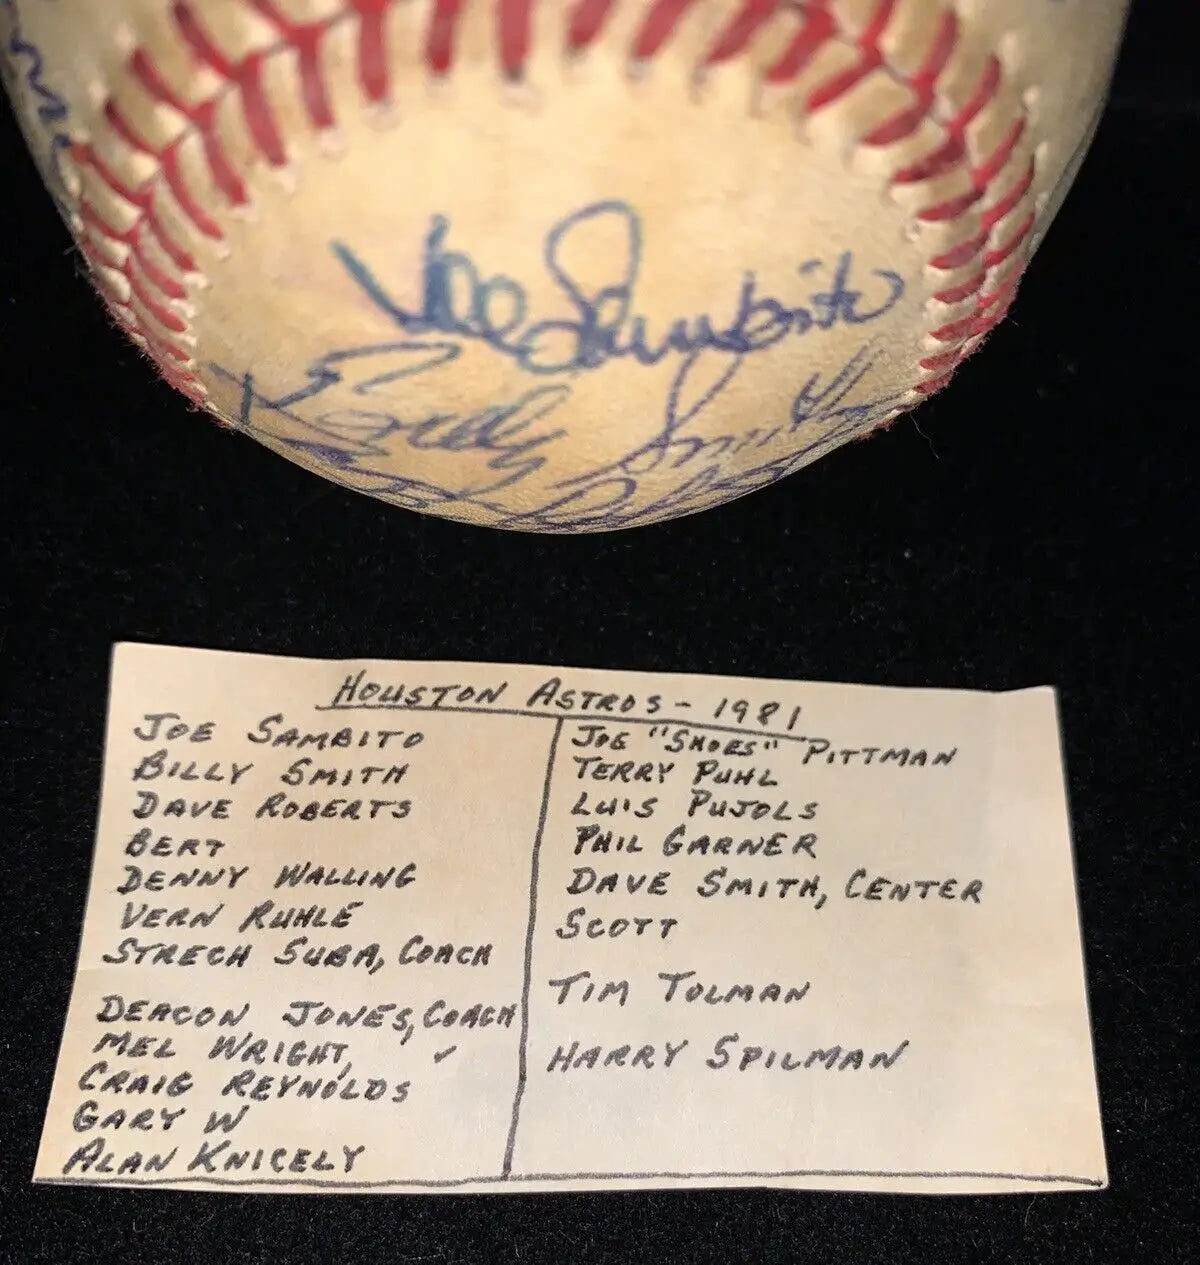 Joe Sambito
Smith
HOUSTON ASTROS - 1981
JOE SAMBITO
BILLY SMITH
DAVE ROBERTS
BERT
DENNY WALLING
VERN RUHLE
STRECH SUBA, COACH
DEACON JONES, COACH
MEL WRIGHT, ✓
CRAIG REYNOLDS
GARY W
ALAN KNICELY
JOE "SHOES" PITTMAN
TERRY PUHL
LUIS PUJOLS
PHIL GARNER
DAVE SMITH, CENTER
SCOTT
TIM TOLMAN
HARRY SPILMAN